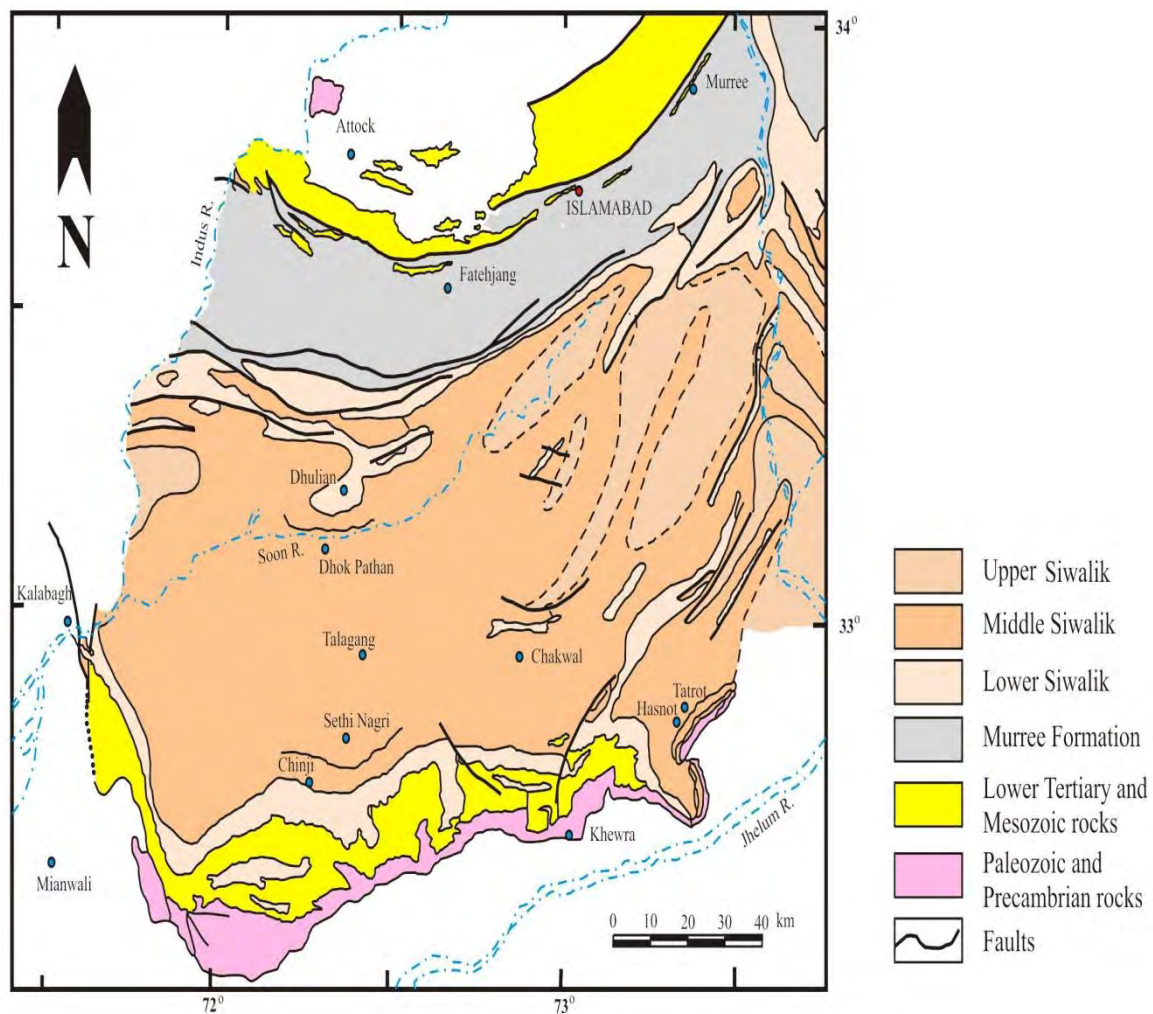 34°
Murree
Attock
ISLAMABAD
Indus R.
N
Fatehjang
Dhulian
Soon R.
Dhok Pathan
Kalabagh
33°
Talagang
Chakwal
Tatrot
Hasnot
Sethi Nagri
Chinji
Khewra
Jhelum R.
Mianwali
0 10 20 30 40 km
72°
73°
Upper Siwalik
Middle Siwalik
Lower Siwalik
Murree Formation
Lower Tertiary and
Mesozoic rocks
Paleozoic and
Precambrian rocks
Faults